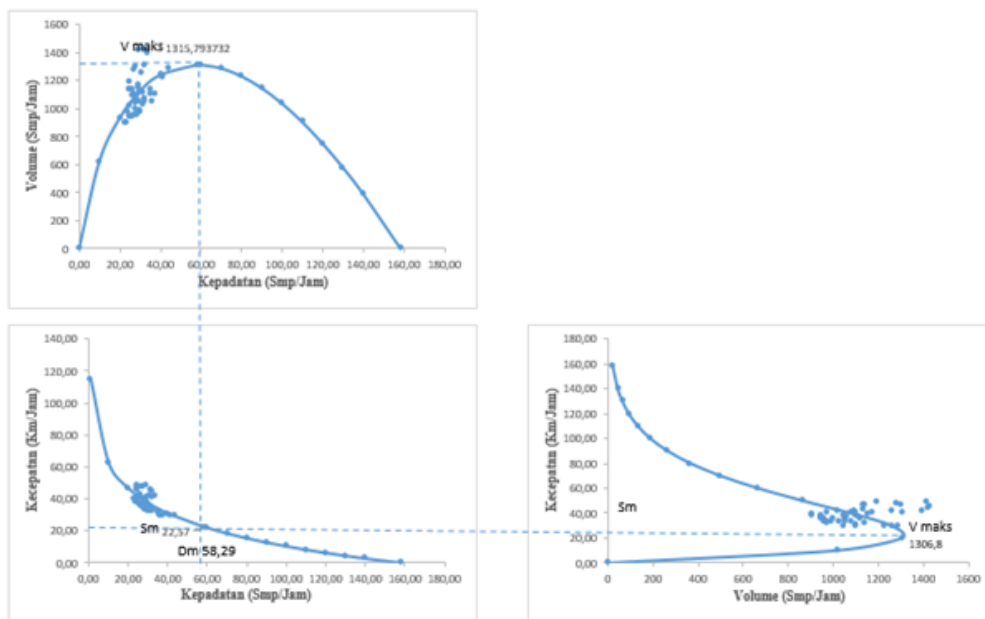 1600
1400
1200
1000
800
600
400
200
0
V maks 1315,793732
Volume (Smp/Jam)
0,00 20,00 40,00 60,00 80,00 100,00 120,00 140,00 160,00 180,00
Kepadatan (Smp/Jam)
140,00
120,00
100,00
80,00
60,00
40,00
20,00
0,00
Kecepatan (Km/Jam)
Sm 22,57
Dm 58,29
0,00 20,00 40,00 60,00 80,00 100,00 120,00 140,00 160,00 180,00
Kepadatan (Smp/Jam)
180,00
160,00
140,00
120,00
100,00
80,00
60,00
40,00
20,00
0,00
Kecepatan (Km/Jam)
Sm
V maks
1306,8
0 200 400 600 800 1000 1200 1400 1600
Volume (Smp/Jam)